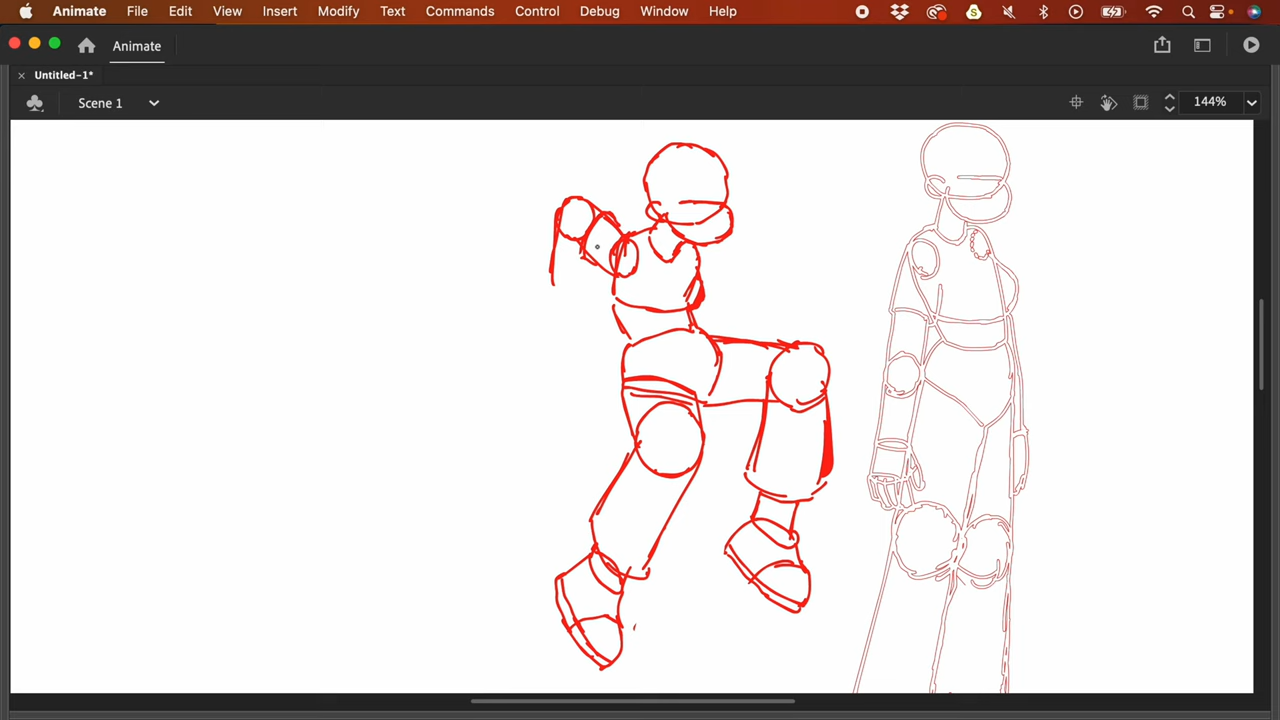 Animate File Edit View Insert Modify Text Commands Control Debug Window Help
Animate
Untitled-1*
Scene 1 144%